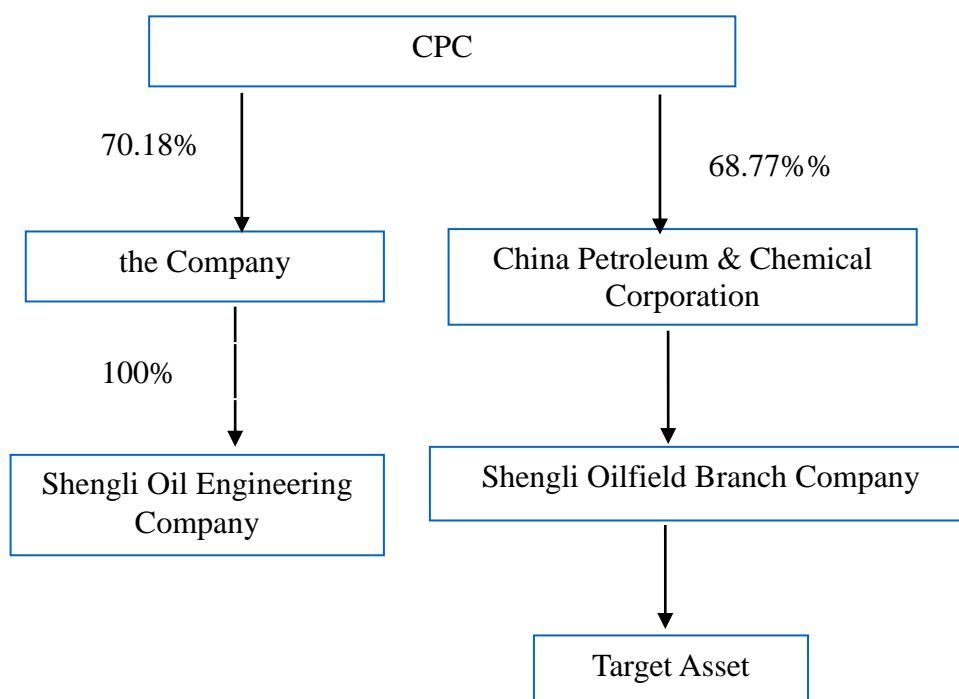 CPC
70.18%
68.77%%
the Company
China Petroleum & Chemical
Corporation
100%
Shengli Oil Engineering
Company
Shengli Oilfield Branch Company
Target Asset